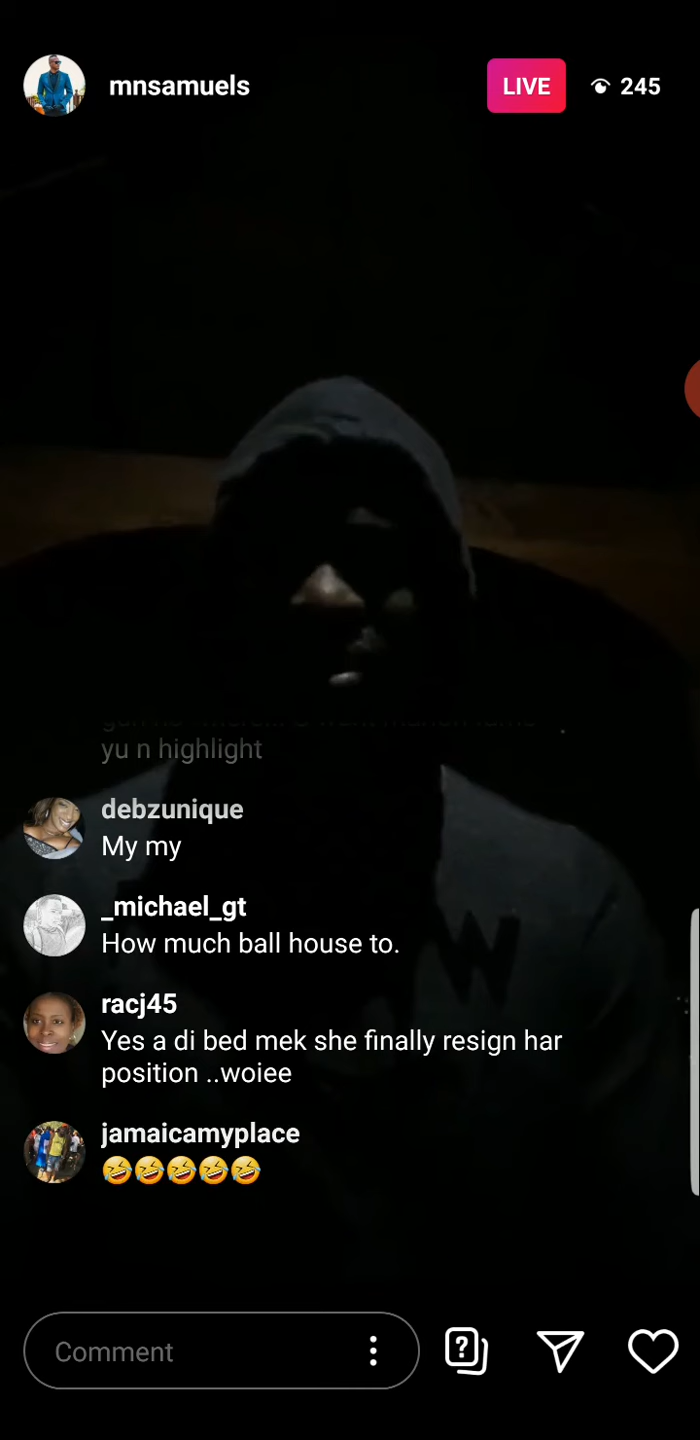 mnsamuels
LIVE
245
yu n highlight
debzunique
My my
_michael_gt
How much ball house to.
racj45
Yes a di bed mek she finally resign har
position ..woiee
jamaicamyplace
🤣🤣🤣🤣🤣
W
Comment